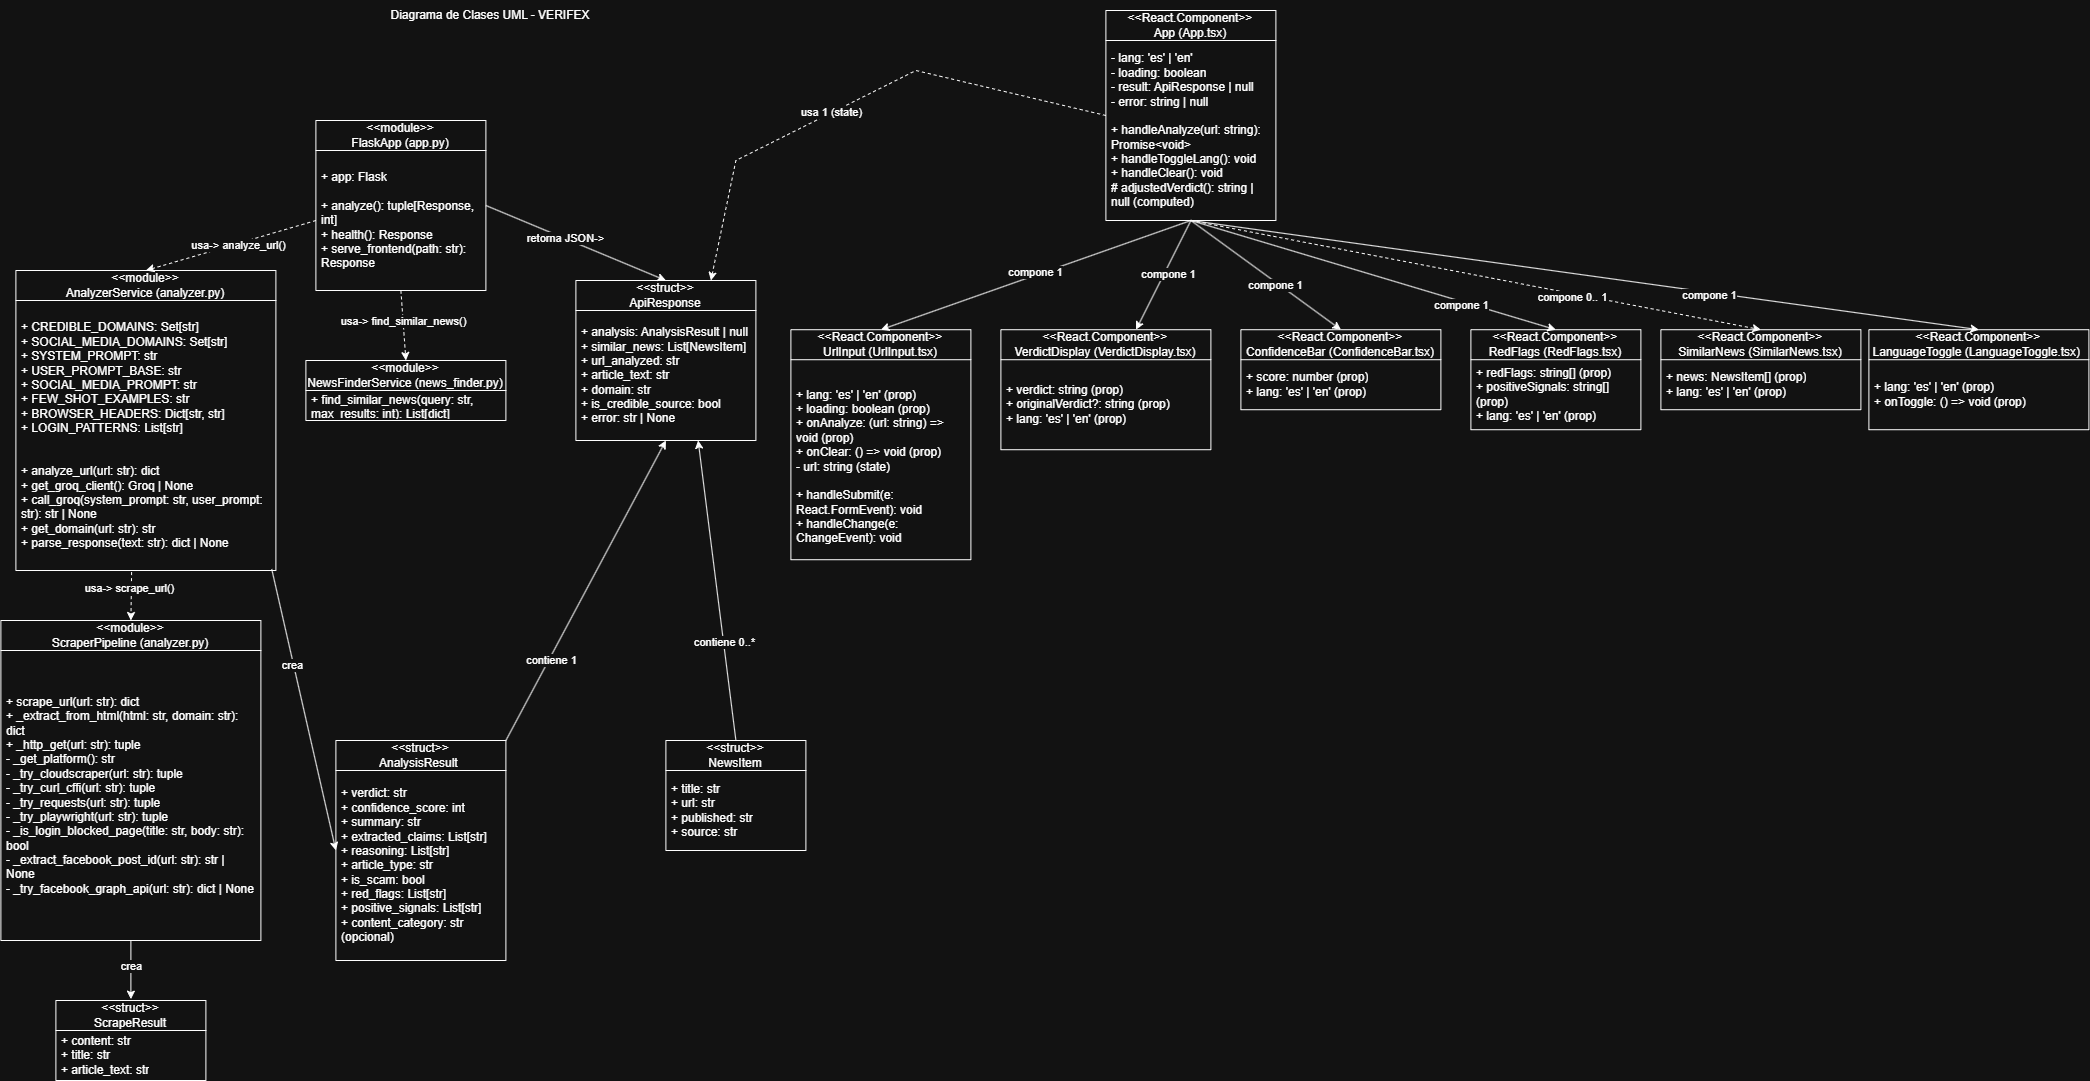 Diagrama de Clases UML - VERIFEX
<<React.Component>>
App (App.tsx)
- lang: 'es' | 'en'
- loading: boolean
- result: ApiResponse | null
- error: string | null
+ handleAnalyze(url: string):
Promise<void>
+ handleToggleLang(): void
+ handleClear(): void
# adjustedVerdict(): string |
null (computed)
usa 1 (state)
<<module>>
FlaskApp (app.py)
+ app: Flask
+ analyze(): tuple[Response,
int]
+ health(): Response
+ serve_frontend(path: str):
Response
usa-> analyze_url()
retorna JSON->
usa-> find_similar_news()
<<module>>
AnalyzerService (analyzer.py)
+ CREDIBLE_DOMAINS: Set[str]
+ SOCIAL_MEDIA_DOMAINS: Set[str]
+ SYSTEM_PROMPT: str
+ USER_PROMPT_BASE: str
+ SOCIAL_MEDIA_PROMPT: str
+ FEW_SHOT_EXAMPLES: str
+ BROWSER_HEADERS: Dict[str, str]
+ LOGIN_PATTERNS: List[str]
+ analyze_url(url: str): dict
+ get_groq_client(): Groq | None
+ call_groq(system_prompt: str, user_prompt:
str): str | None
+ get_domain(url: str): str
+ parse_response(text: str): dict | None
<<module>>
NewsFinderService (news_finder.py)
+ find_similar_news(query: str,
max_results: int): List[dict]
<<struct>>
ApiResponse
+ analysis: AnalysisResult | null
+ similar_news: List[NewsItem]
+ url_analyzed: str
+ article_text: str
+ domain: str
+ is_credible_source: bool
+ error: str | None
compone 1
compone 1
compone 1
compone 1
compone 0.. 1
compone 1
<<React.Component>>
UrlInput (UrlInput.tsx)
+ lang: 'es' | 'en' (prop)
+ loading: boolean (prop)
+ onAnalyze: (url: string) =>
void (prop)
+ onClear: () => void (prop)
- url: string (state)
+ handleSubmit(e:
React.FormEvent): void
+ handleChange(e:
ChangeEvent): void
<<React.Component>>
VerdictDisplay (VerdictDisplay.tsx)
+ verdict: string (prop)
+ originalVerdict?: string (prop)
+ lang: 'es' | 'en' (prop)
<<React.Component>>
ConfidenceBar (ConfidenceBar.tsx)
+ score: number (prop)
+ lang: 'es' | 'en' (prop)
<<React.Component>>
RedFlags (RedFlags.tsx)
+ redFlags: string[] (prop)
+ positiveSignals: string[]
(prop)
+ lang: 'es' | 'en' (prop)
<<React.Component>>
SimilarNews (SimilarNews.tsx)
+ news: NewsItem[] (prop)
+ lang: 'es' | 'en' (prop)
<<React.Component>>
LanguageToggle (LanguageToggle.tsx)
+ lang: 'es' | 'en' (prop)
+ onToggle: () => void (prop)
usa-> scrape_url()
<<module>>
ScraperPipeline (analyzer.py)
+ scrape_url(url: str): dict
+ _extract_from_html(html: str, domain: str):
dict
+ _http_get(url: str): tuple
- _get_platform(): str
- _try_cloudscraper(url: str): tuple
- _try_curl_cffi(url: str): tuple
- _try_requests(url: str): tuple
- _try_playwright(url: str): tuple
- _is_login_blocked_page(title: str, body: str):
bool
- _extract_facebook_post_id(url: str): str |
None
- _try_facebook_graph_api(url: str): dict | None
crea
contiene 1
contiene 0..*
<<struct>>
AnalysisResult
+ verdict: str
+ confidence_score: int
+ summary: str
+ extracted_claims: List[str]
+ reasoning: List[str]
+ article_type: str
+ is_scam: bool
+ red_flags: List[str]
+ positive_signals: List[str]
+ content_category: str
(opcional)
<<struct>>
NewsItem
+ title: str
+ url: str
+ published: str
+ source: str
crea
<<struct>>
ScrapeResult
+ content: str
+ title: str
+ article_text: str